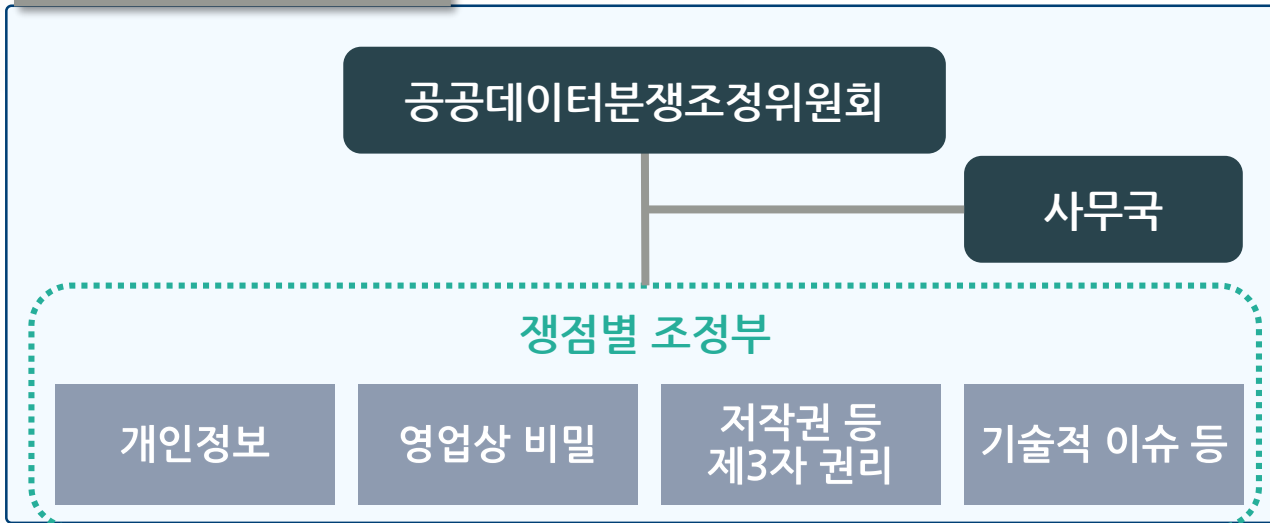 공공데이터분쟁조정위원회
사무국
쟁점별 조정부
개인정보
영업상 비밀
저작권 등
제3자 권리
기술적 이슈 등